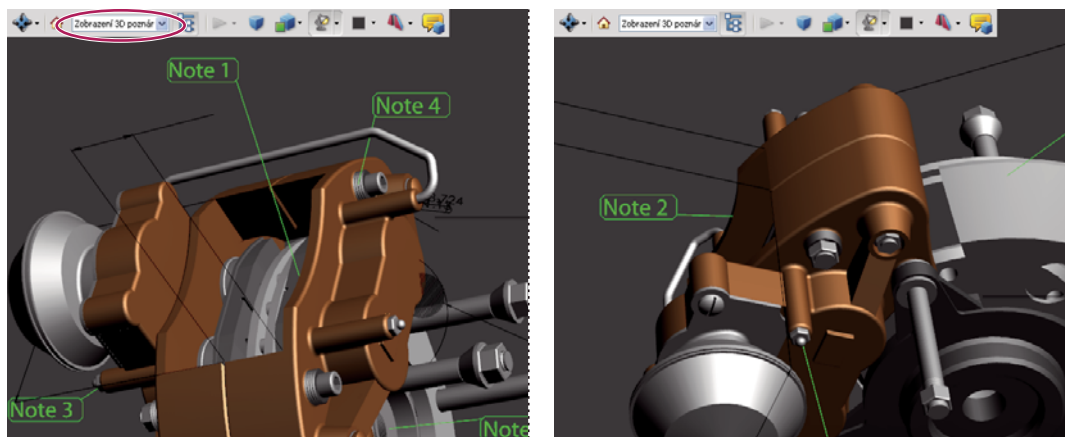 Zobrazení 3D poznár
Note 1
Note 4
Note 3
Note
Zobrazení 3D poznár
Note 2